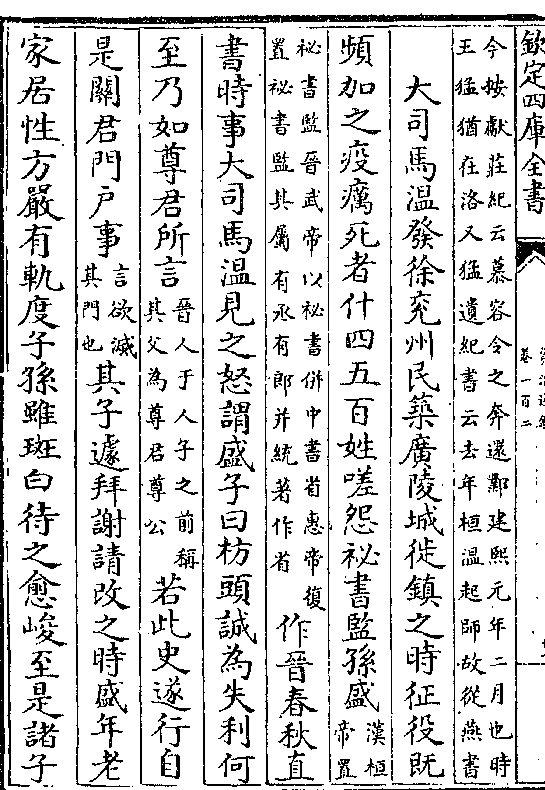 欽定四庫全書
卷一百二
今按獻莊紀云慕容令之奔還鄴建熙元年二月也時
王猛猶在洛又猛遺紀書云去年桓溫起師故從燕書
大司馬溫發徐兗州民築廣陵城徙鎮之時征役既
頻加之疫癘死者什四五百姓嗟怨祕書監孫盛漢桓帝置
祕書監晉武帝以祕書併中書省惠帝復
置祕書監其屬有丞有郎并統著作省作晉春秋直
書時事大司馬溫見之怒謂盛子曰枋頭誠為失利何
至乃如尊君所言晉人于人子之前稱其父為尊君尊公若此史遂行自
是關君門戶事言欲滅其門也其子遽拜謝請改之時盛年老
家居性方嚴有軌度子孫雖斑白待之愈峻至是諸子